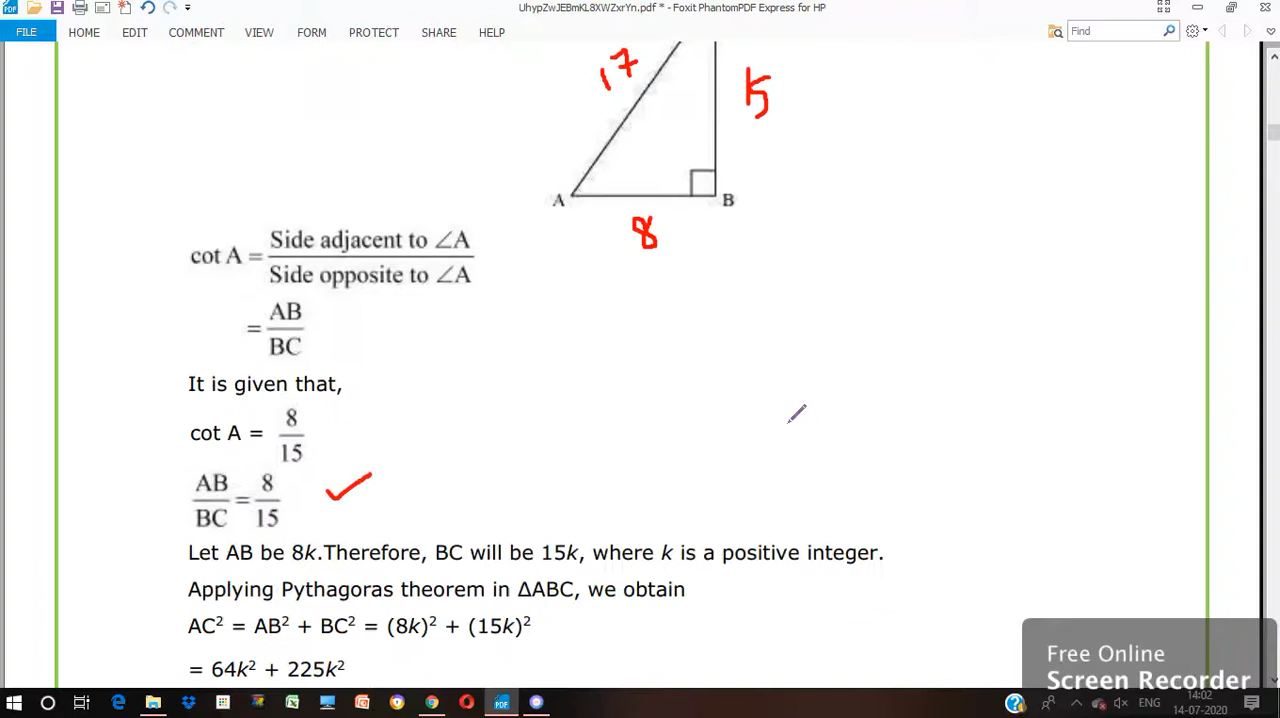 UhypZwJEBmKL8XWZxrYn.pdf * - Foxit PhantomPDF Express for HP
FILE HOME EDIT COMMENT VIEW FORM PROTECT SHARE HELP
Find
17
15
A
B
8
cot A = Side adjacent to ∠A
Side opposite to ∠A
= AB
BC
It is given that,
cot A = 8
15
AB = 8
BC 15
Let AB be 8k.Therefore, BC will be 15k, where k is a positive integer.
Applying Pythagoras theorem in ΔABC, we obtain
AC² = AB² + BC² = (8k)² + (15k)²
= 64k² + 225k²
Free Online
Screen Recorder
ENG
14:02
14-07-2020